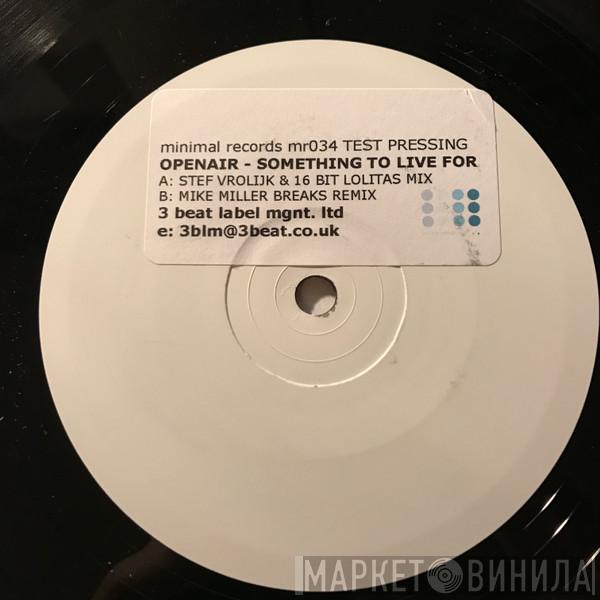 minimal records mr034 TEST PRESSING
OPENAIR - SOMETHING TO LIVE FOR
A: STEF VROLIJK & 16 BIT LOLITAS MIX
B: MIKE MILLER BREAKS REMIX
3 beat label mgnt. ltd
e: 3blm@3beat.co.uk
МАРКЕТ ВИНИЛА